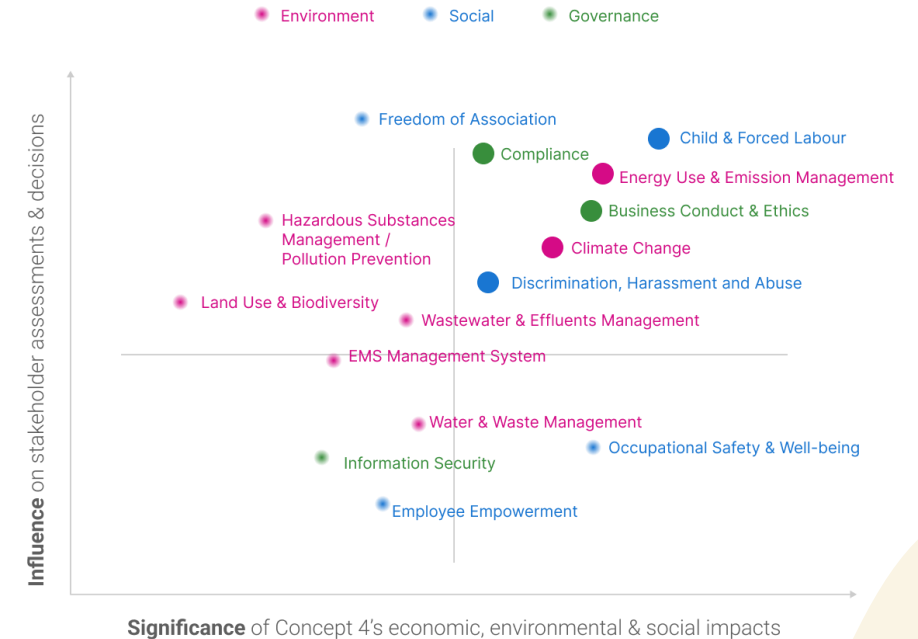 Environment
Social
Governance
Influence on stakeholder assessments & decisions
Freedom of Association
Child & Forced Labour
Compliance
Energy Use & Emission Management
Business Conduct & Ethics
Hazardous Substances
Management /
Pollution Prevention
Climate Change
Discrimination, Harassment and Abuse
Land Use & Biodiversity
Wastewater & Effluents Management
EMS Management System
Water & Waste Management
Occupational Safety & Well-being
Information Security
Employee Empowerment
Significance of Concept 4’s economic, environmental & social impacts